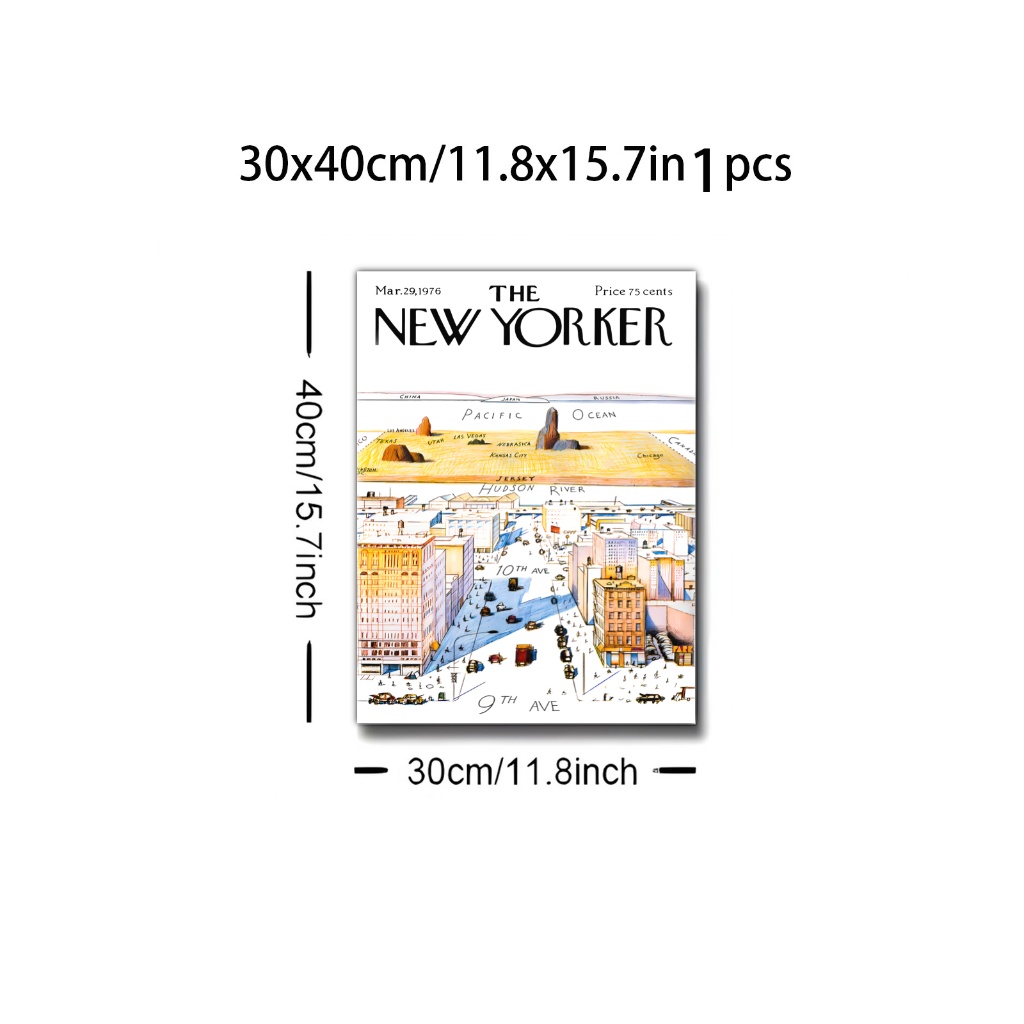 30x40cm/11.8x15.7in 1 pcs
Mar.29,1976
THE
Price 75 cents
NEW YORKER
CHINA
JAPAN
RUSSIA
PACIFIC OCEAN
LOS ANGELES
TEXAS
UTAH
LAS VEGAS
NEBRASKA
KANSAS CITY
Chicago
JERSEY
HUDSON RIVER
10TH AVE
9TH AVE
40cm/15.7inch
30cm/11.8inch